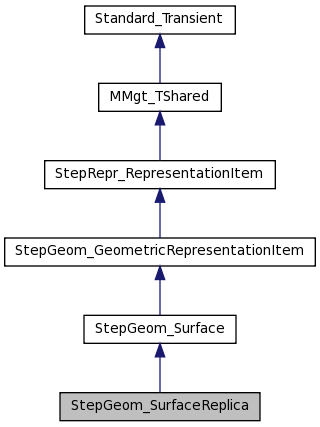 Standard_Transient
MMgt_TShared
StepRepr_RepresentationItem
StepGeom_GeometricRepresentationItem
StepGeom_Surface
StepGeom_SurfaceReplica